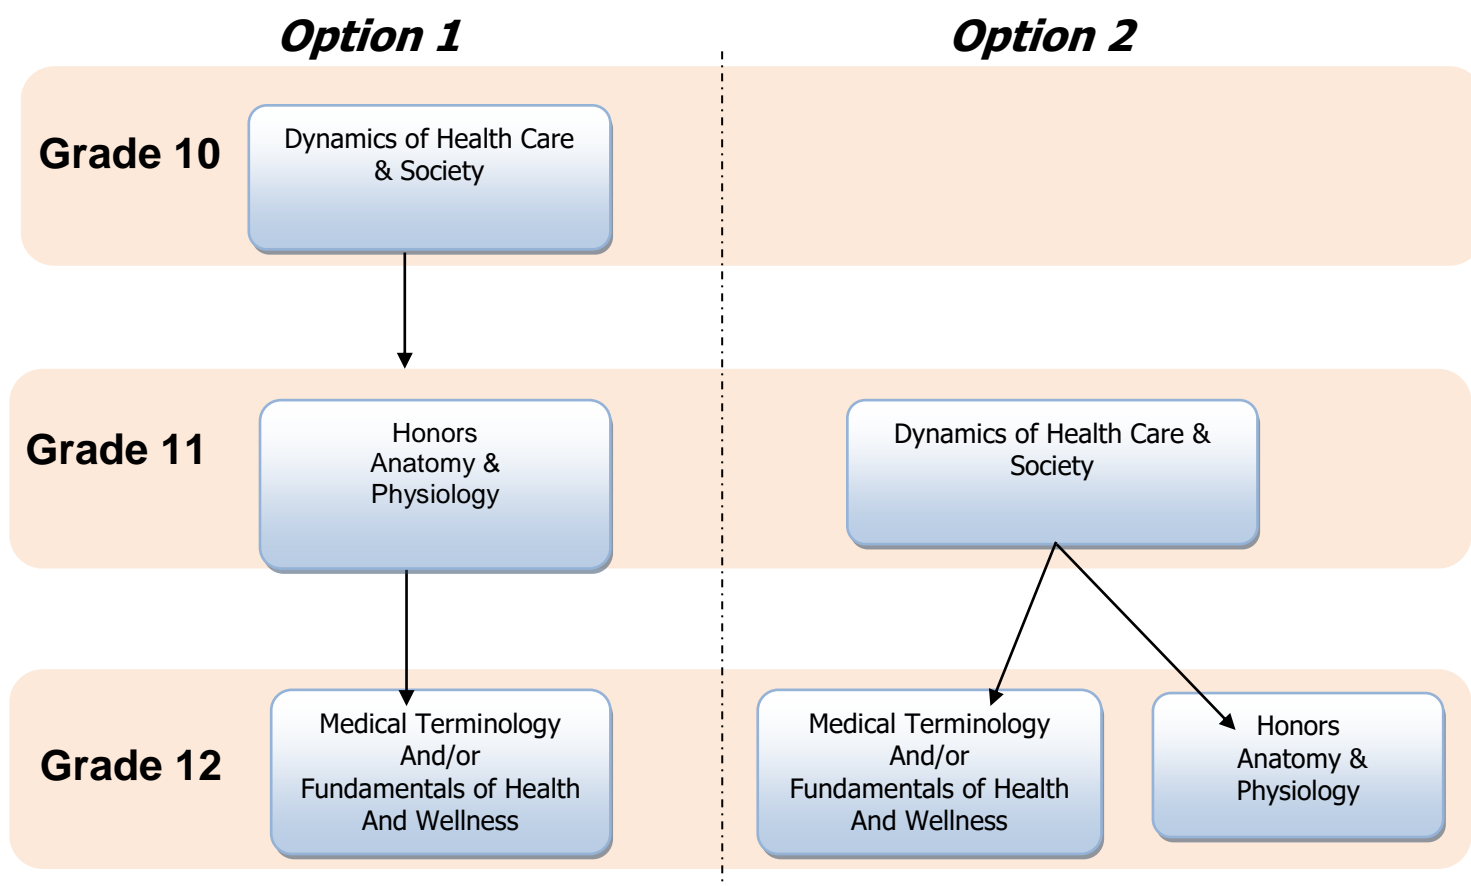 Option 1
Option 2
Grade 10
Dynamics of Health Care
& Society
Grade 11
Honors
Anatomy &
Physiology
Dynamics of Health Care &
Society
Grade 12
Medical Terminology
And/or
Fundamentals of Health
And Wellness
Medical Terminology
And/or
Fundamentals of Health
And Wellness
Honors
Anatomy &
Physiology